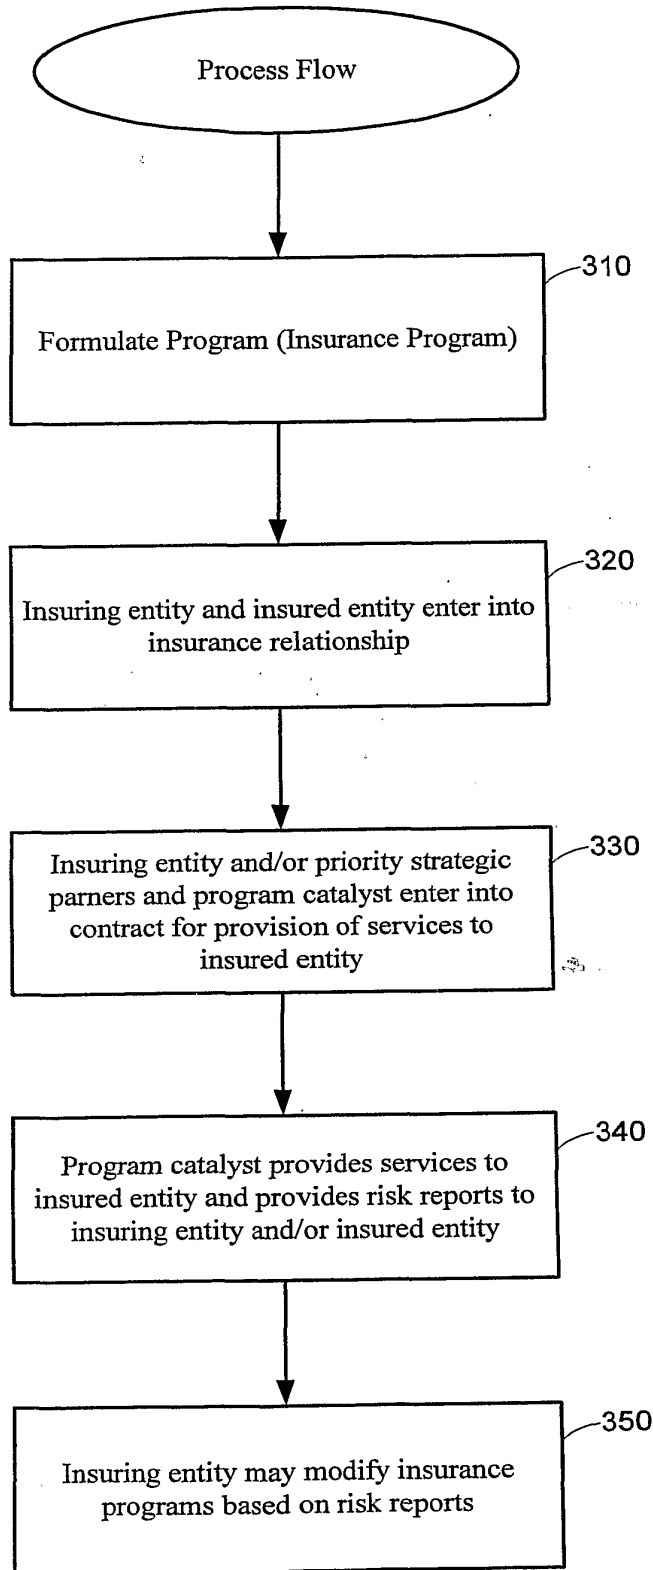 Process Flow
310
Formulate Program (Insurance Program)
320
Insuring entity and insured entity enter into
insurance relationship
330
Insuring entity and/or priority strategic
parners and program catalyst enter into
contract for provision of services to
insured entity
340
Program catalyst provides services to
insured entity and provides risk reports to
insuring entity and/or insured entity
350
Insuring entity may modify insurance
programs based on risk reports